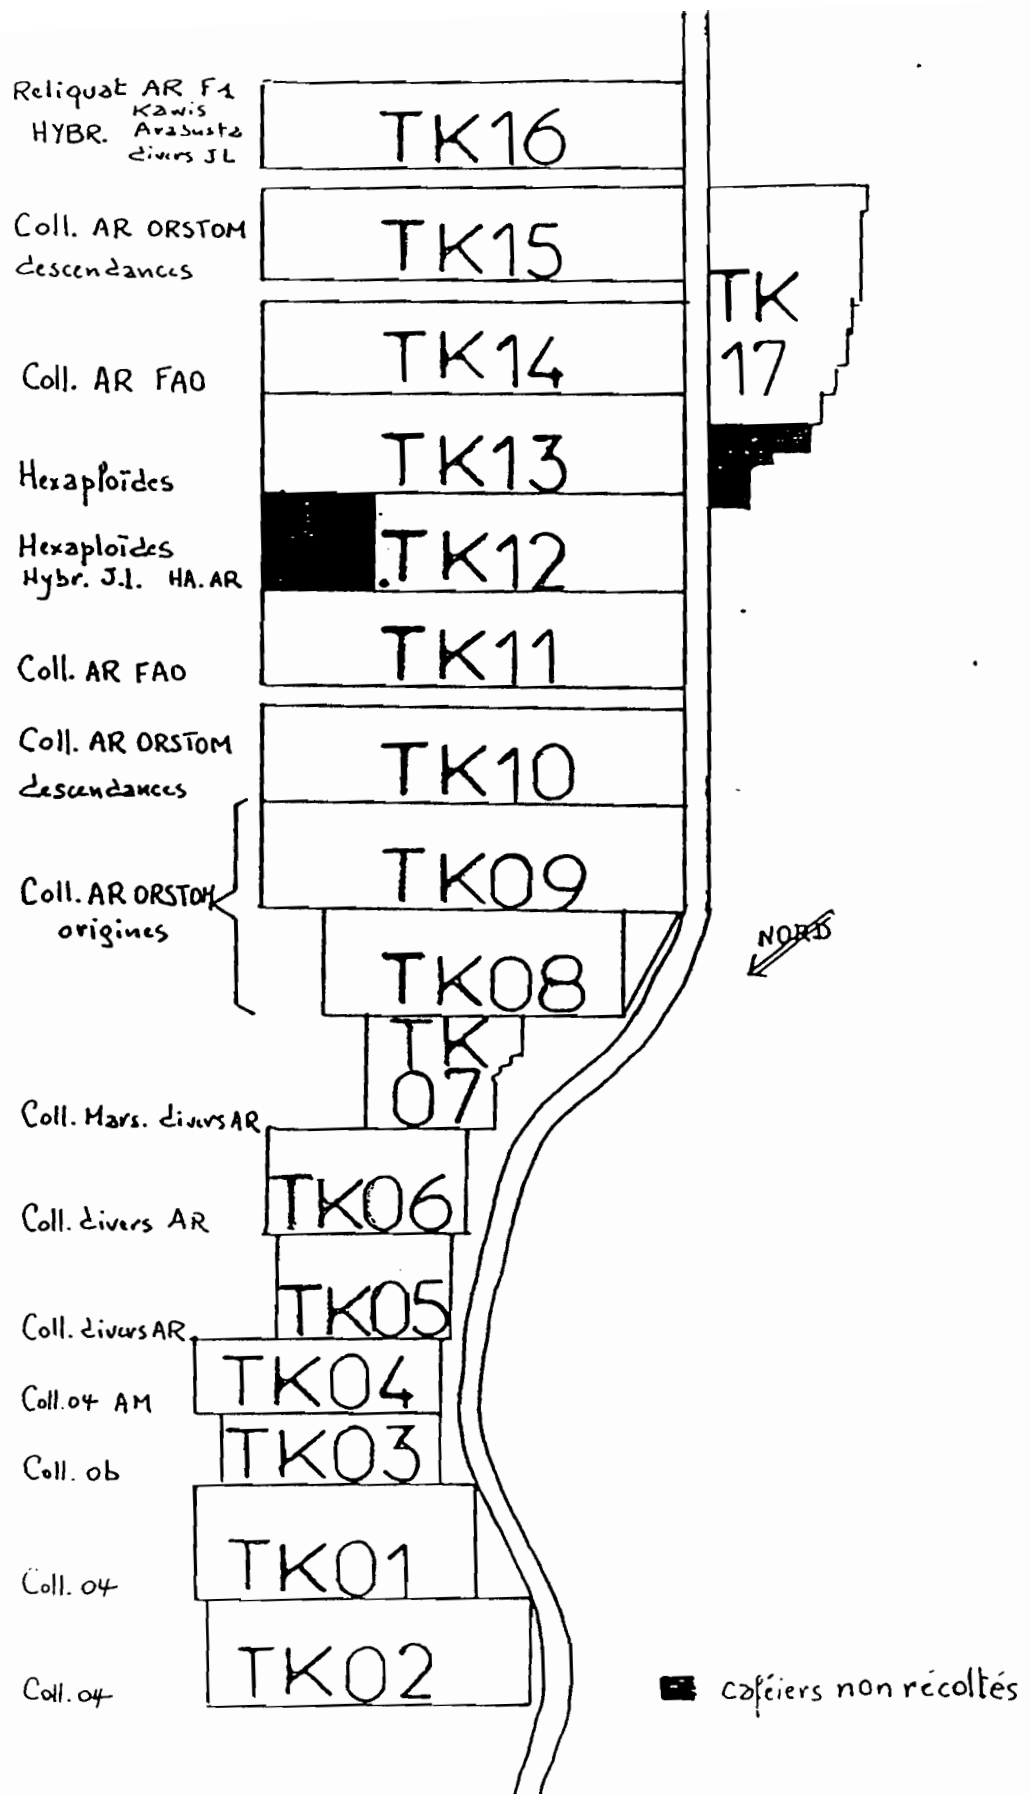 Reliquat AR F1
Kawis
HYBR. Arabusta
divers JL
TK16
Coll. AR ORSTOM
descendances
TK15
TK
17
Coll. AR FAO
TK14
Hexaploïdes
TK13
Hexaploïdes
Hybr. J.l. HA.AR
TK12
Coll. AR FAO
TK11
Coll. AR ORSTOM
descendances
TK10
Coll. AR ORSTOM
origines
TK09
NORD
TK08
TK
07
Coll. Mars. divers AR
TK06
Coll. divers AR
TK05
Coll. divers AR
TK04
Coll. 04 AM
TK03
Coll. 0b
TK01
Coll. 04
TK02
Coll. 04
caféiers non récoltés